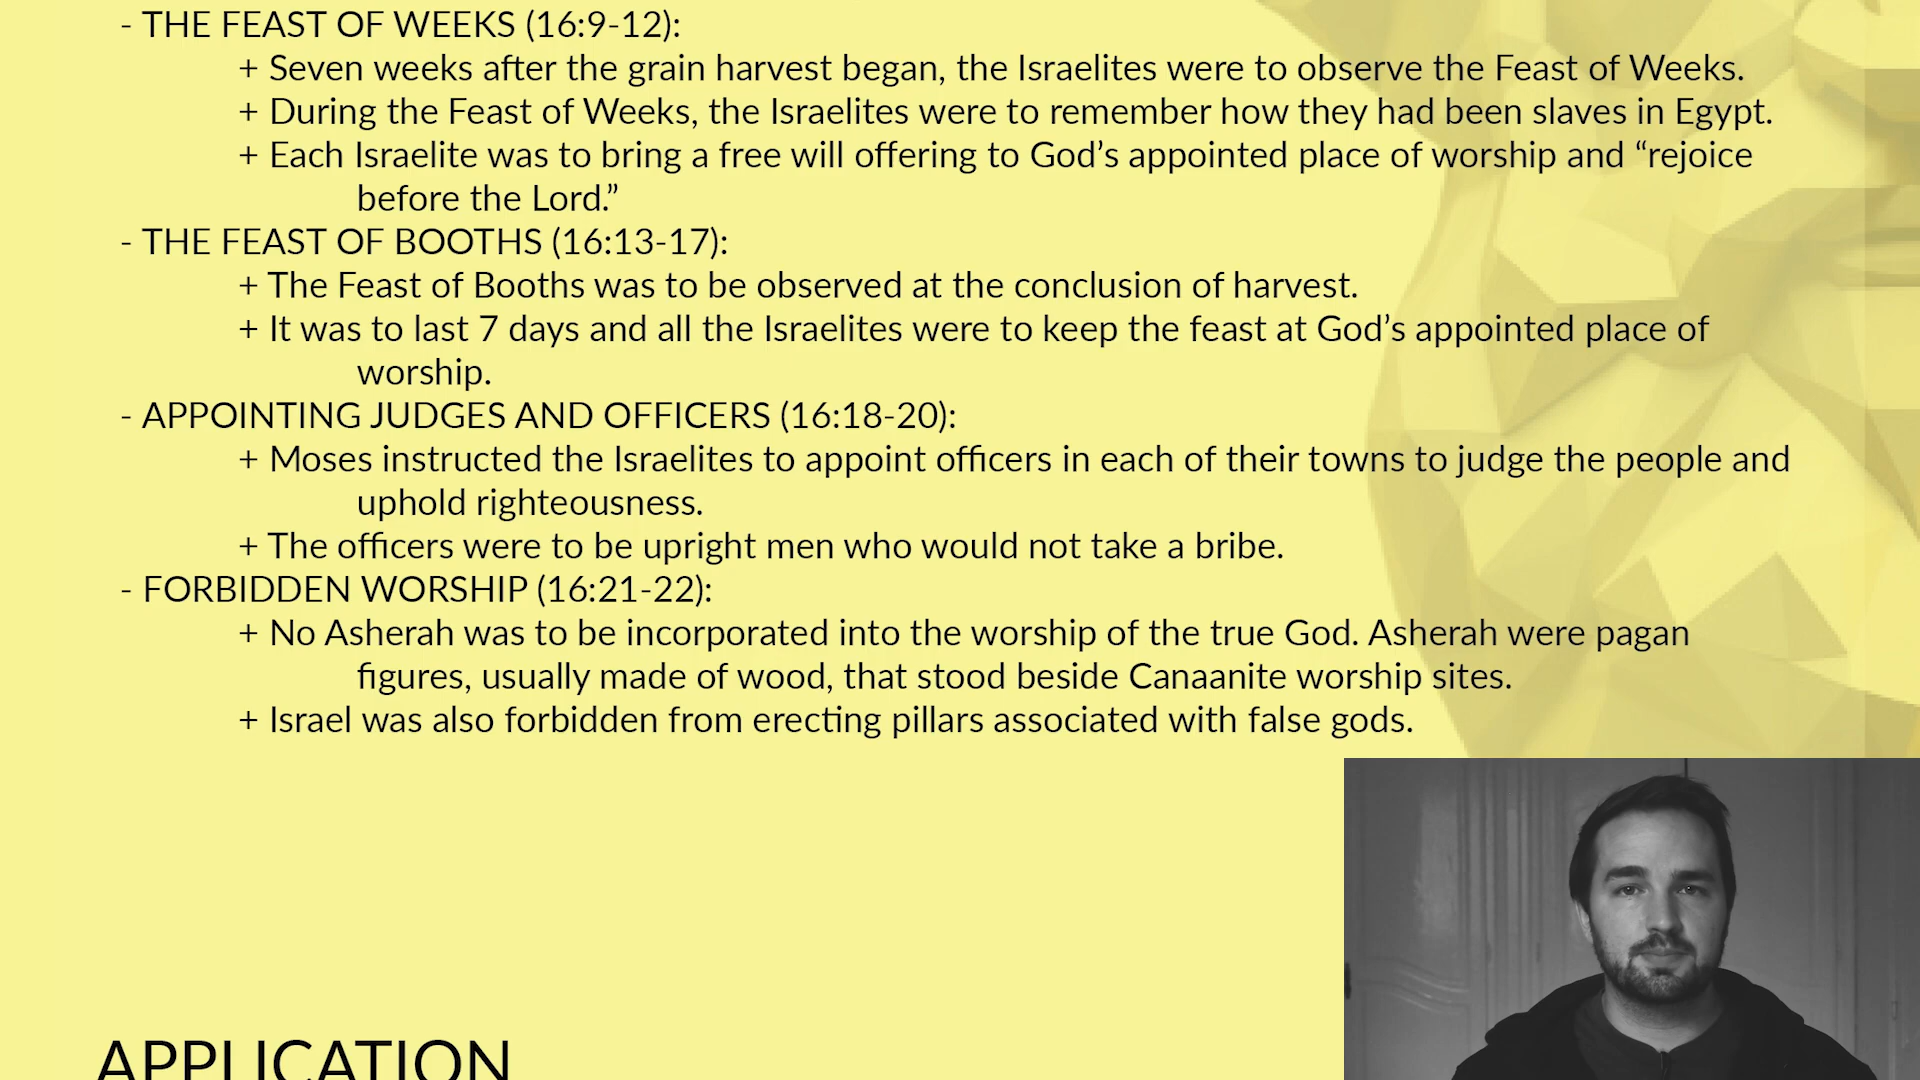 - THE FEAST OF WEEKS (16:9-12):
+ Seven weeks after the grain harvest began, the Israelites were to observe the Feast of Weeks.
+ During the Feast of Weeks, the Israelites were to remember how they had been slaves in Egypt.
+ Each Israelite was to bring a free will offering to God’s appointed place of worship and “rejoice
before the Lord.”
- THE FEAST OF BOOTHS (16:13-17):
+ The Feast of Booths was to be observed at the conclusion of harvest.
+ It was to last 7 days and all the Israelites were to keep the feast at God’s appointed place of
worship.
- APPOINTING JUDGES AND OFFICERS (16:18-20):
+ Moses instructed the Israelites to appoint officers in each of their towns to judge the people and
uphold righteousness.
+ The officers were to be upright men who would not take a bribe.
- FORBIDDEN WORSHIP (16:21-22):
+ No Asherah was to be incorporated into the worship of the true God. Asherah were pagan
figures, usually made of wood, that stood beside Canaanite worship sites.
+ Israel was also forbidden from erecting pillars associated with false gods.
APPLICATION